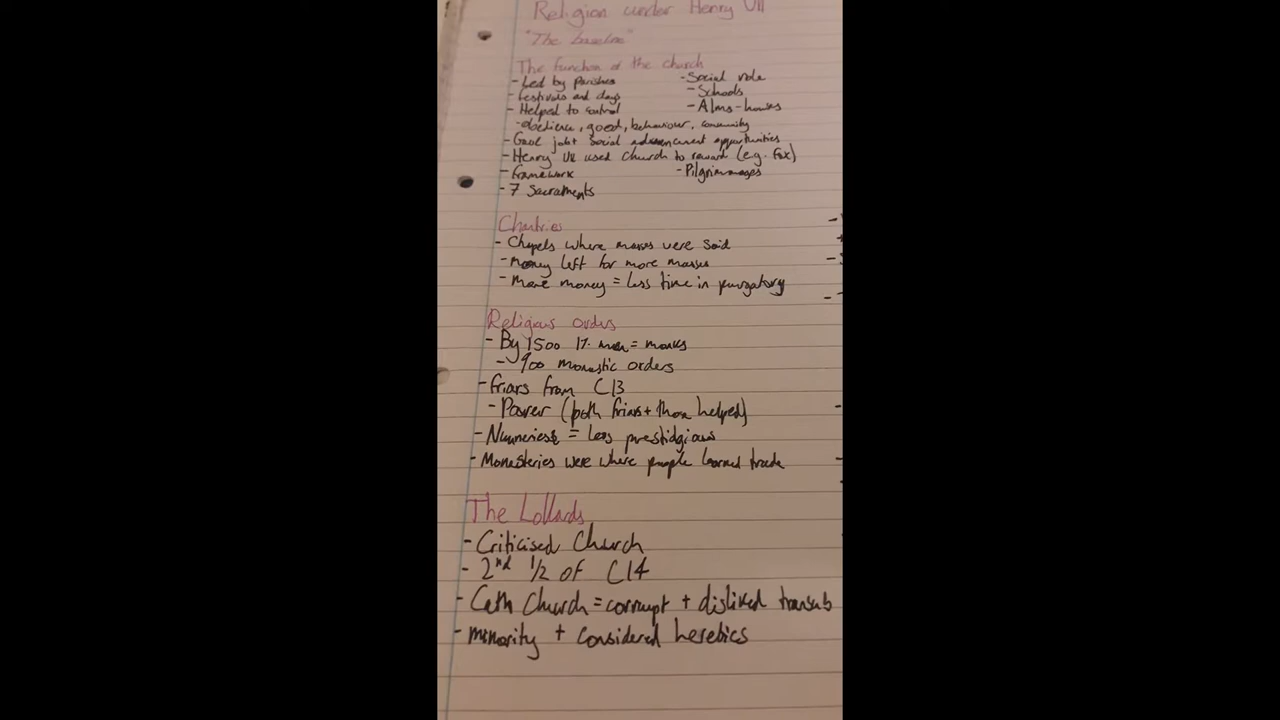 Religion under Henry VII
"The baseline"
The function of the church
- Led by parishes
- Social role
- Festivals and days
- Schools
- Helped to control
- Alms-houses
- obedience, good, behaviour, community
- Good job + Social advancement opportunities
- Henry VII used church to reward (e.g. Fox)
- framework
- Pilgrimages
- 7 Sacraments
Chantries
- Chapels where masses were said
- money left for more masses
- more money = less time in purgatory
Religious orders
- By 1500 1% men = monks
- ~900 monastic orders
- Friars from C13
- Poorer (both friars + those helped)
- Nunneries = less prestidgious
- Monasteries were where people learned trade
The Lollards
- Criticised Church
- 2nd 1/2 of C14
- Cath Church = corrupt + disliked transub
- minority + considered heretics